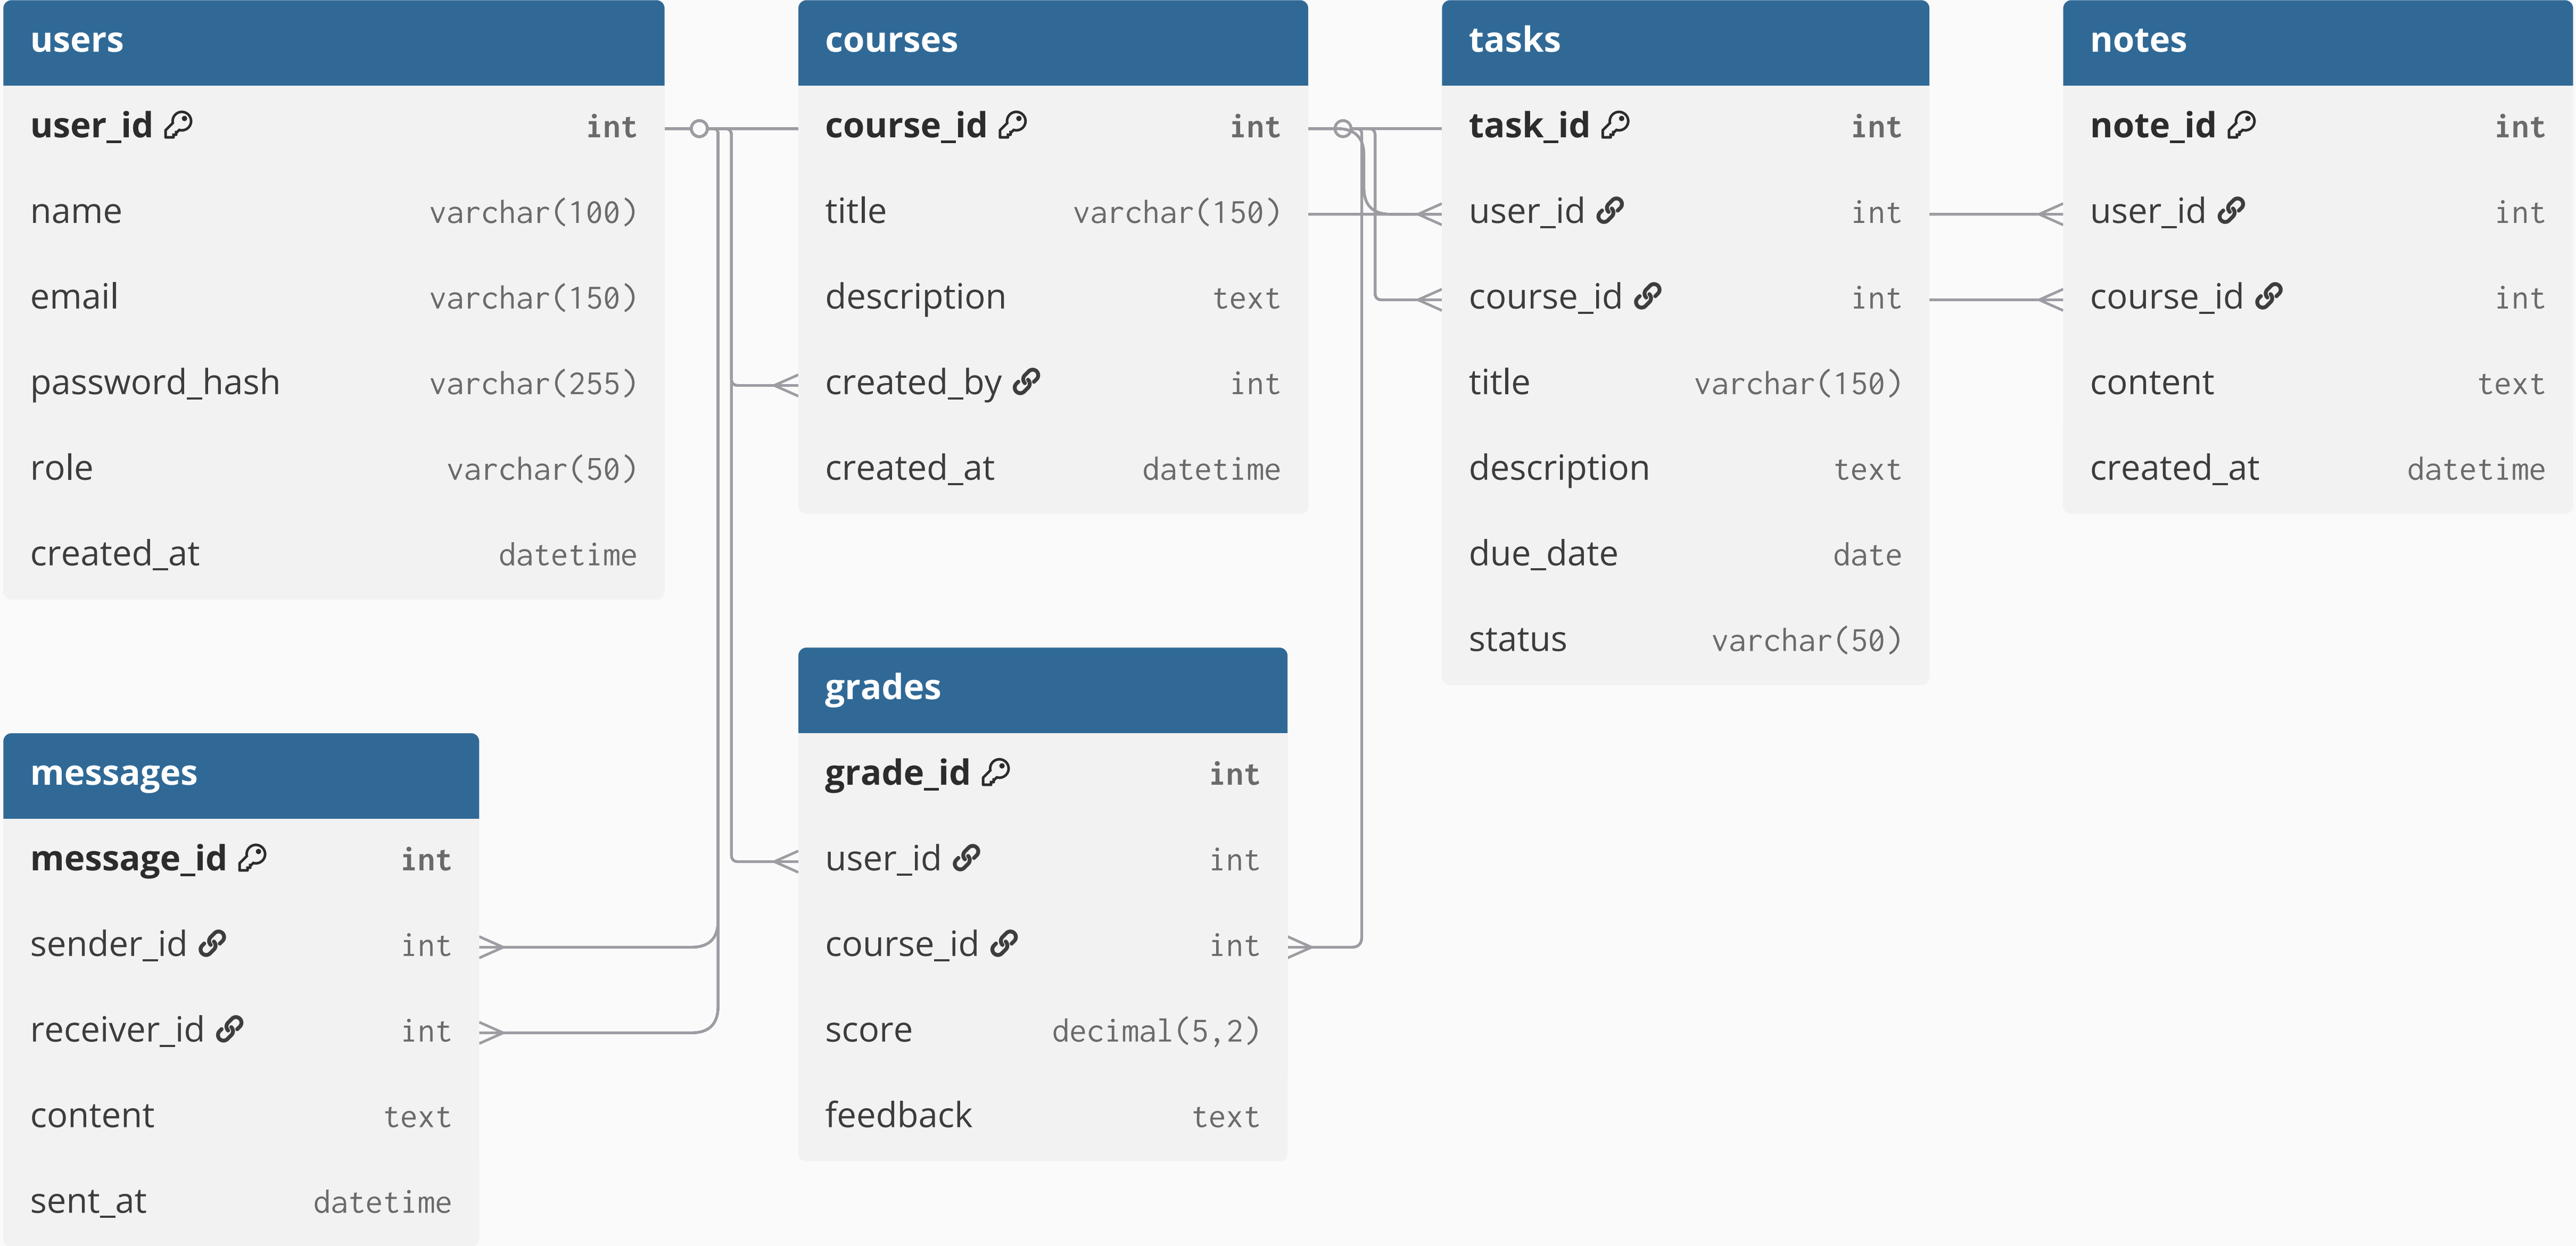 users
user_id int
name varchar(100)
email varchar(150)
password_hash varchar(255)
role varchar(50)
created_at datetime
courses
course_id int
title varchar(150)
description text
created_by int
created_at datetime
tasks
task_id int
user_id int
course_id int
title varchar(150)
description text
due_date date
status varchar(50)
notes
note_id int
user_id int
course_id int
content text
created_at datetime
messages
message_id int
sender_id int
receiver_id int
content text
sent_at datetime
grades
grade_id int
user_id int
course_id int
score decimal(5,2)
feedback text